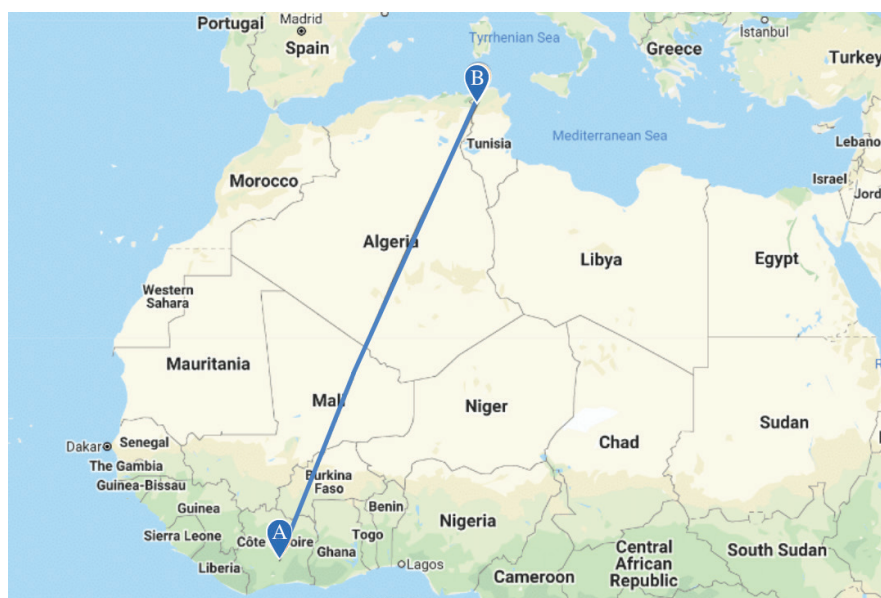 Portugal
Madrid
Spain
Tyrrhenian Sea
Greece
İstanbul
Turkey
B
Tunisia
Mediterranean Sea
Lebano
Israel
Jord
Morocco
Algeria
Libya
Egypt
Western
Sahara
Mauritania
Mali
Niger
Chad
Sudan
R
Dakar
Senegal
The Gambia
Guinea-Bissau
Burkina
Faso
Benin
Guinea
Nigeria
A
Sierra Leone
Côte
oire
Ghana
Togo
Liberia
Lagos
Cameroon
Central
African
Republic
South Sudan